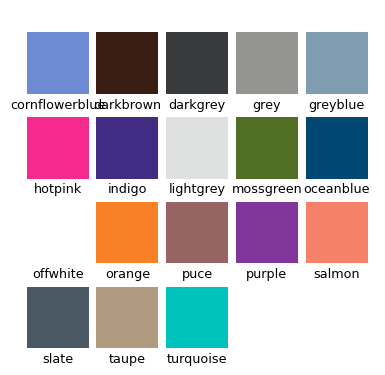 cornflowerblue darkbrown darkgrey grey greyblue
hotpink indigo lightgrey mossgreen oceanblue
offwhite orange puce purple salmon
slate taupe turquoise